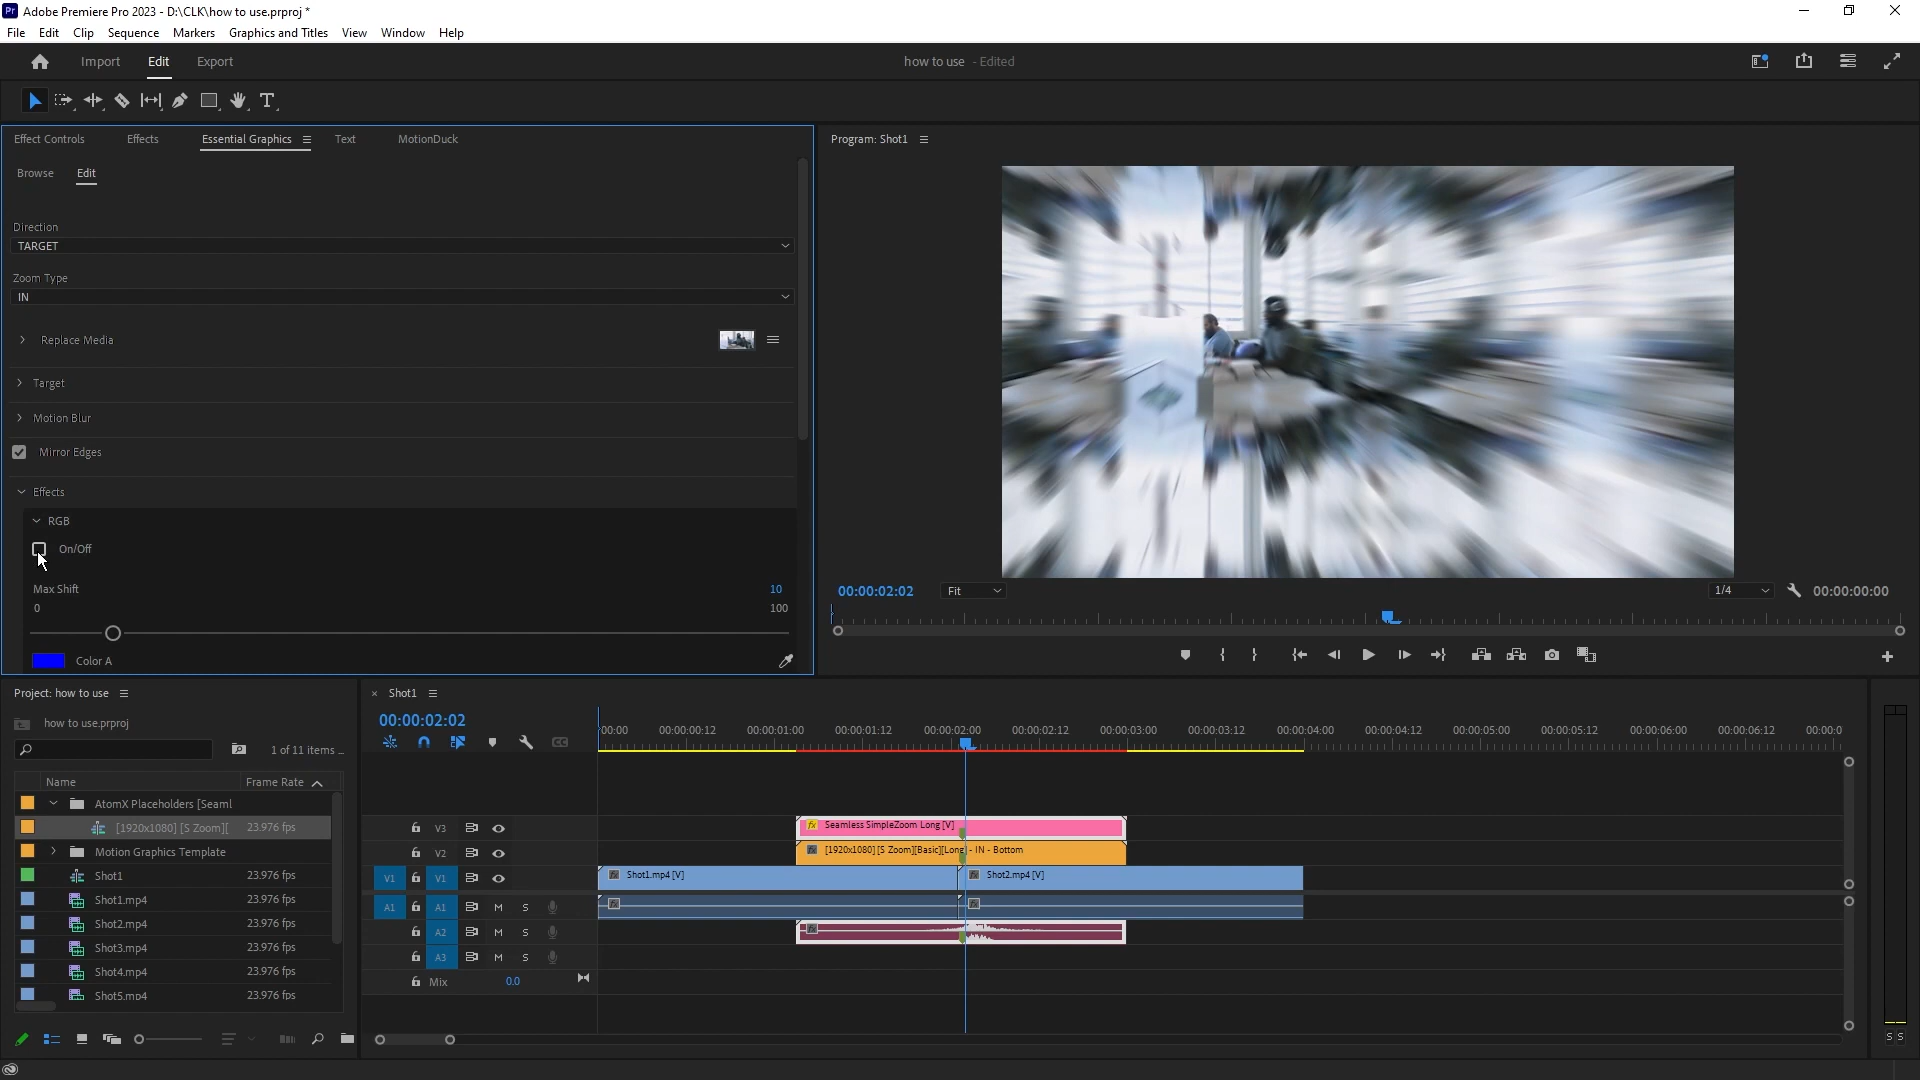 Adobe Premiere Pro 2023 - D:\CLK\how to use.prproj *
File Edit Clip Sequence Markers Graphics and Titles View Window Help
Import Edit Export
how to use - Edited
Effect Controls Effects Essential Graphics Text MotionDuck
Program: Shot1
Browse Edit
Direction
TARGET
Zoom Type
IN
Replace Media
Target
Motion Blur
Mirror Edges
Effects
RGB
On/Off
Max Shift 10
0 100
Color A
00:00:02:02 Fit 1/4 00:00:00:00
Project: how to use
how to use.prproj
1 of 11 items ...
Name Frame Rate
AtomX Placeholders [Seaml
[1920x1080] [S Zoom][ 23.976 fps
Motion Graphics Template
Shot1 23.976 fps
Shot1.mp4 23.976 fps
Shot2.mp4 23.976 fps
Shot3.mp4 23.976 fps
Shot4.mp4 23.976 fps
Shot5.mp4 23.976 fps
× Shot1
00:00:02:02
:00:00 00:00:00:12 00:00:01:00 00:00:01:12 00:00:02:00 00:00:02:12 00:00:03:00 00:00:03:12 00:00:04:00 00:00:04:12 00:00:05:00 00:00:05:12 00:00:06:00 00:00:06:12 00:00:0
V3 Seamless SimpleZoom Long [V]
V2 [1920x1080] [S Zoom][Basic][Long] - IN - Bottom
V1 V1 Shot1.mp4 [V] Shot2.mp4 [V]
A1 A1 M S
A2 M S
A3 M S
Mix 0.0
S S